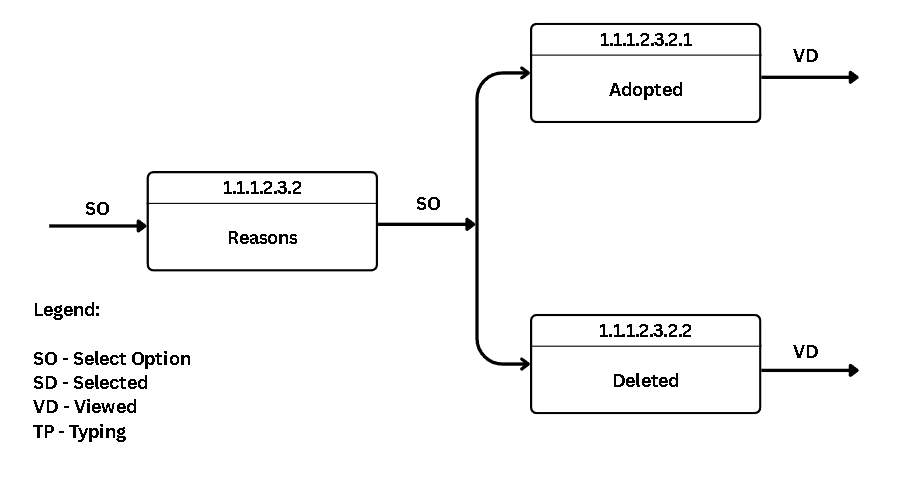 1.1.1.2.3.2.1
VD
Adopted
1.1.1.2.3.2
SO
SO
Reasons
Legend:
SO - Select Option
SD - Selected
VD - Viewed
TP - Typing
1.1.1.2.3.2.2
VD
Deleted